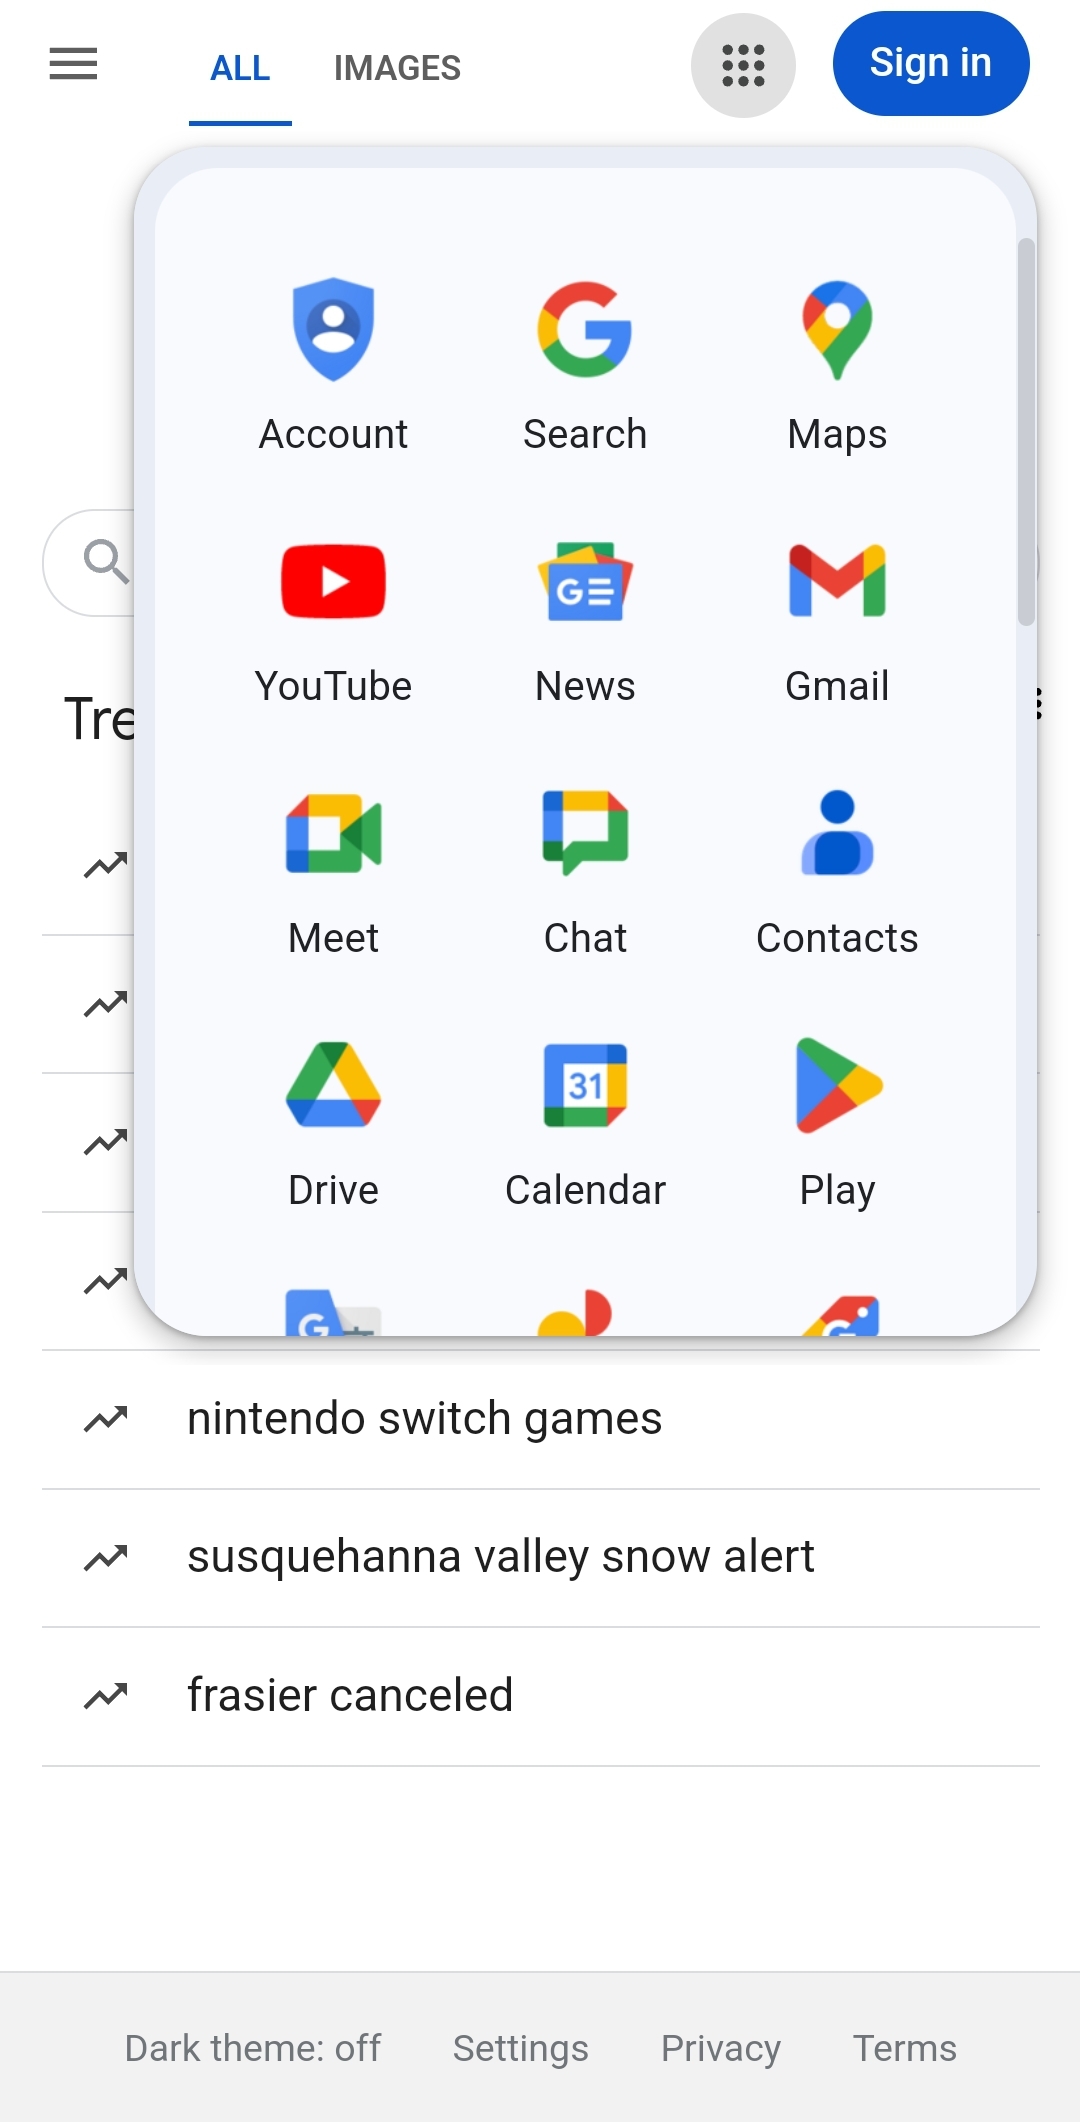 ALL IMAGES Sign in
Account Search Maps
YouTube News Gmail
G
Tre
Meet Chat Contacts
31
Drive Calendar Play
G G
nintendo switch games
susquehanna valley snow alert
frasier canceled
Dark theme: off Settings Privacy Terms